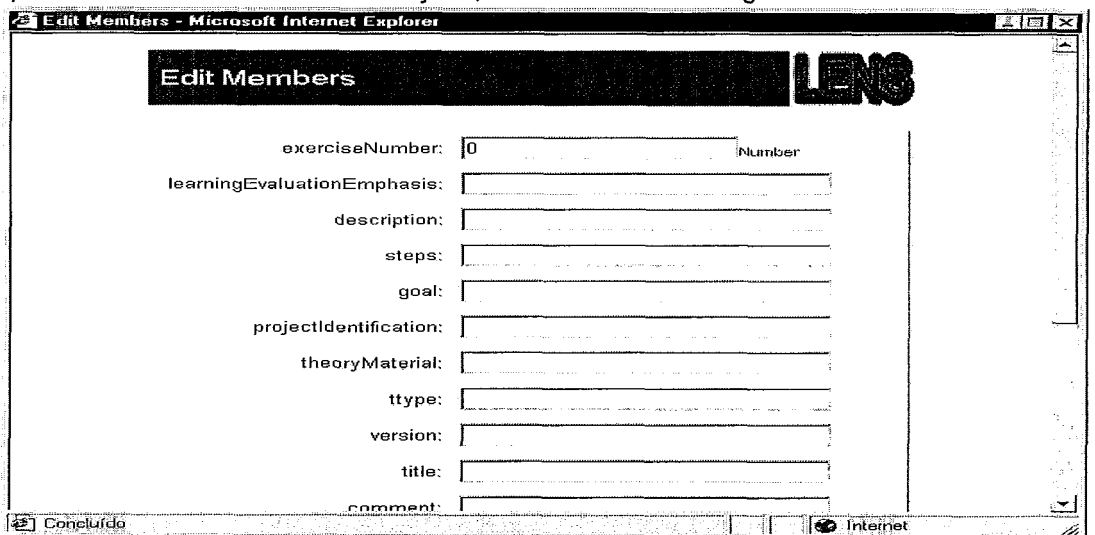 Edit Members - Microsoft Internet Explorer
Edit Members
LENS
exerciseNumber: 0 Number
learningEvaluationEmphasis:
description:
steps:
goal:
projectIdentification:
theoryMaterial:
ttype:
version:
title:
comment:
Concluído Internet